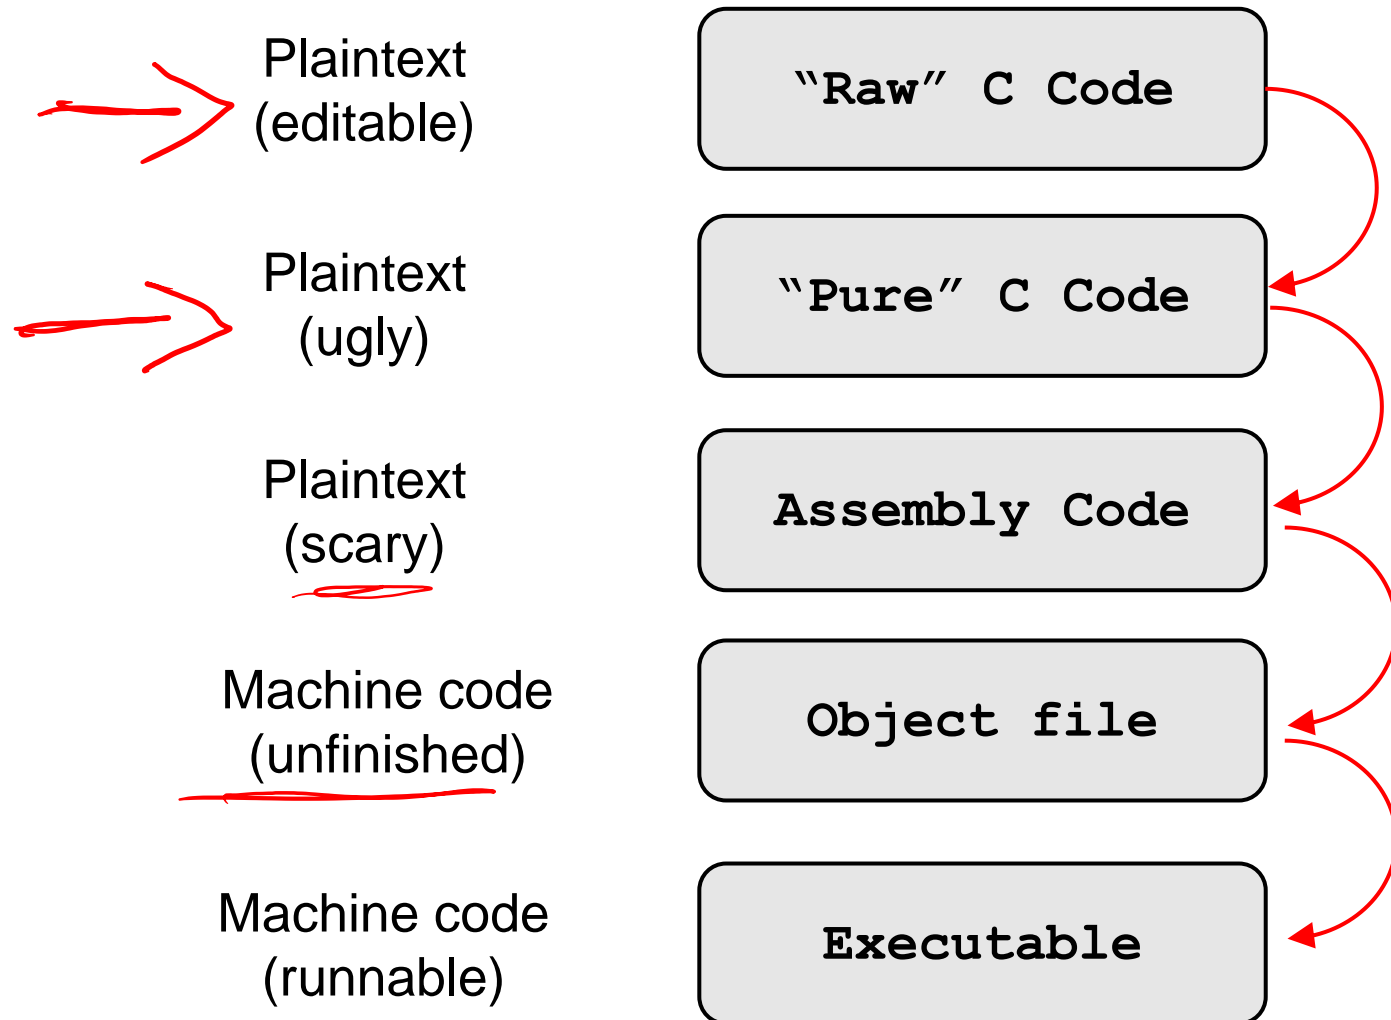 Plaintext
(editable)
“Raw” C Code
Plaintext
(ugly)
“Pure” C Code
Plaintext
(scary)
Assembly Code
Machine code
(unfinished)
Object file
Machine code
(runnable)
Executable